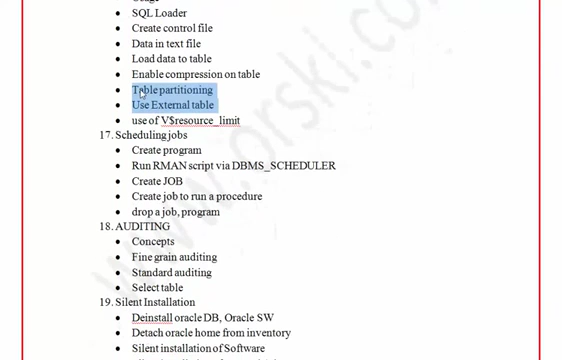 • SQL Loader
• Create control file
• Data in text file
• Load data to table
• Enable compression on table
• Table partitioning
• Use External table
• use of V$resource_limit
17. Scheduling jobs
• Create program
• Run RMAN script via DBMS_SCHEDULER
• Create JOB
• Create job to run a procedure
• drop a job, program
18. AUDITING
• Concepts
• Fine grain auditing
• Standard auditing
• Select table
19. Silent Installation
• Deinstall oracle DB, Oracle SW
• Detach oracle home from inventory
• Silent installation of Software